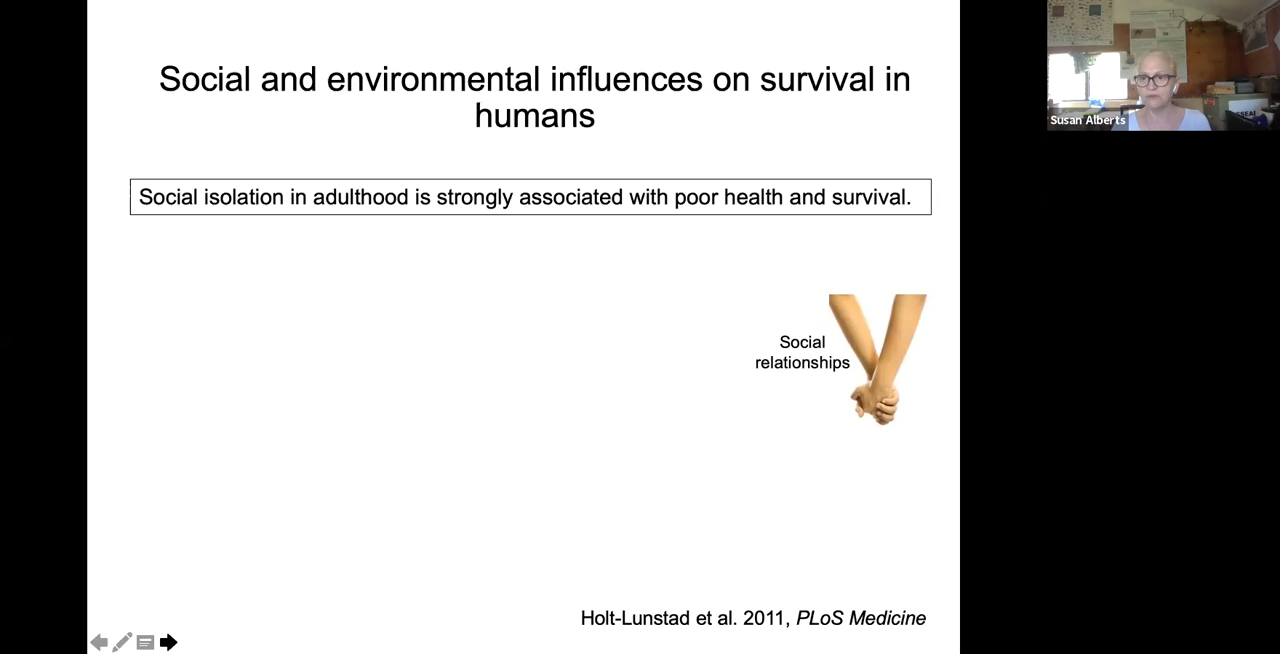 Social and environmental influences on survival in
humans
Social isolation in adulthood is strongly associated with poor health and survival.
Social
relationships
Holt-Lunstad et al. 2011, PLoS Medicine
Susan Alberts